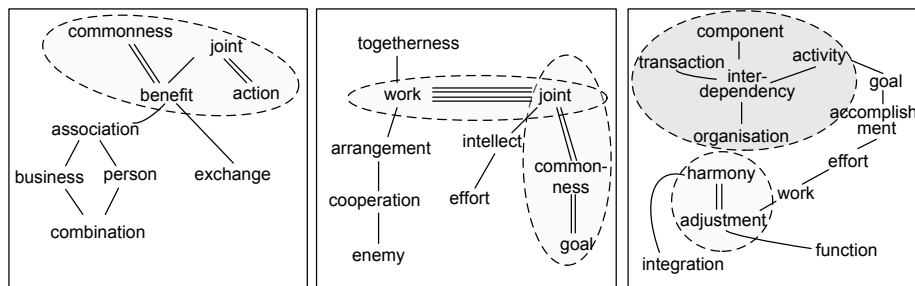 commonness
joint
benefit
action
association
business
person
exchange
combination
togetherness
work
joint
arrangement
intellect
common-
ness
cooperation
effort
goal
enemy
component
transaction
activity
inter-
dependency
goal
accomplish
ment
organisation
effort
harmony
work
adjustment
function
integration